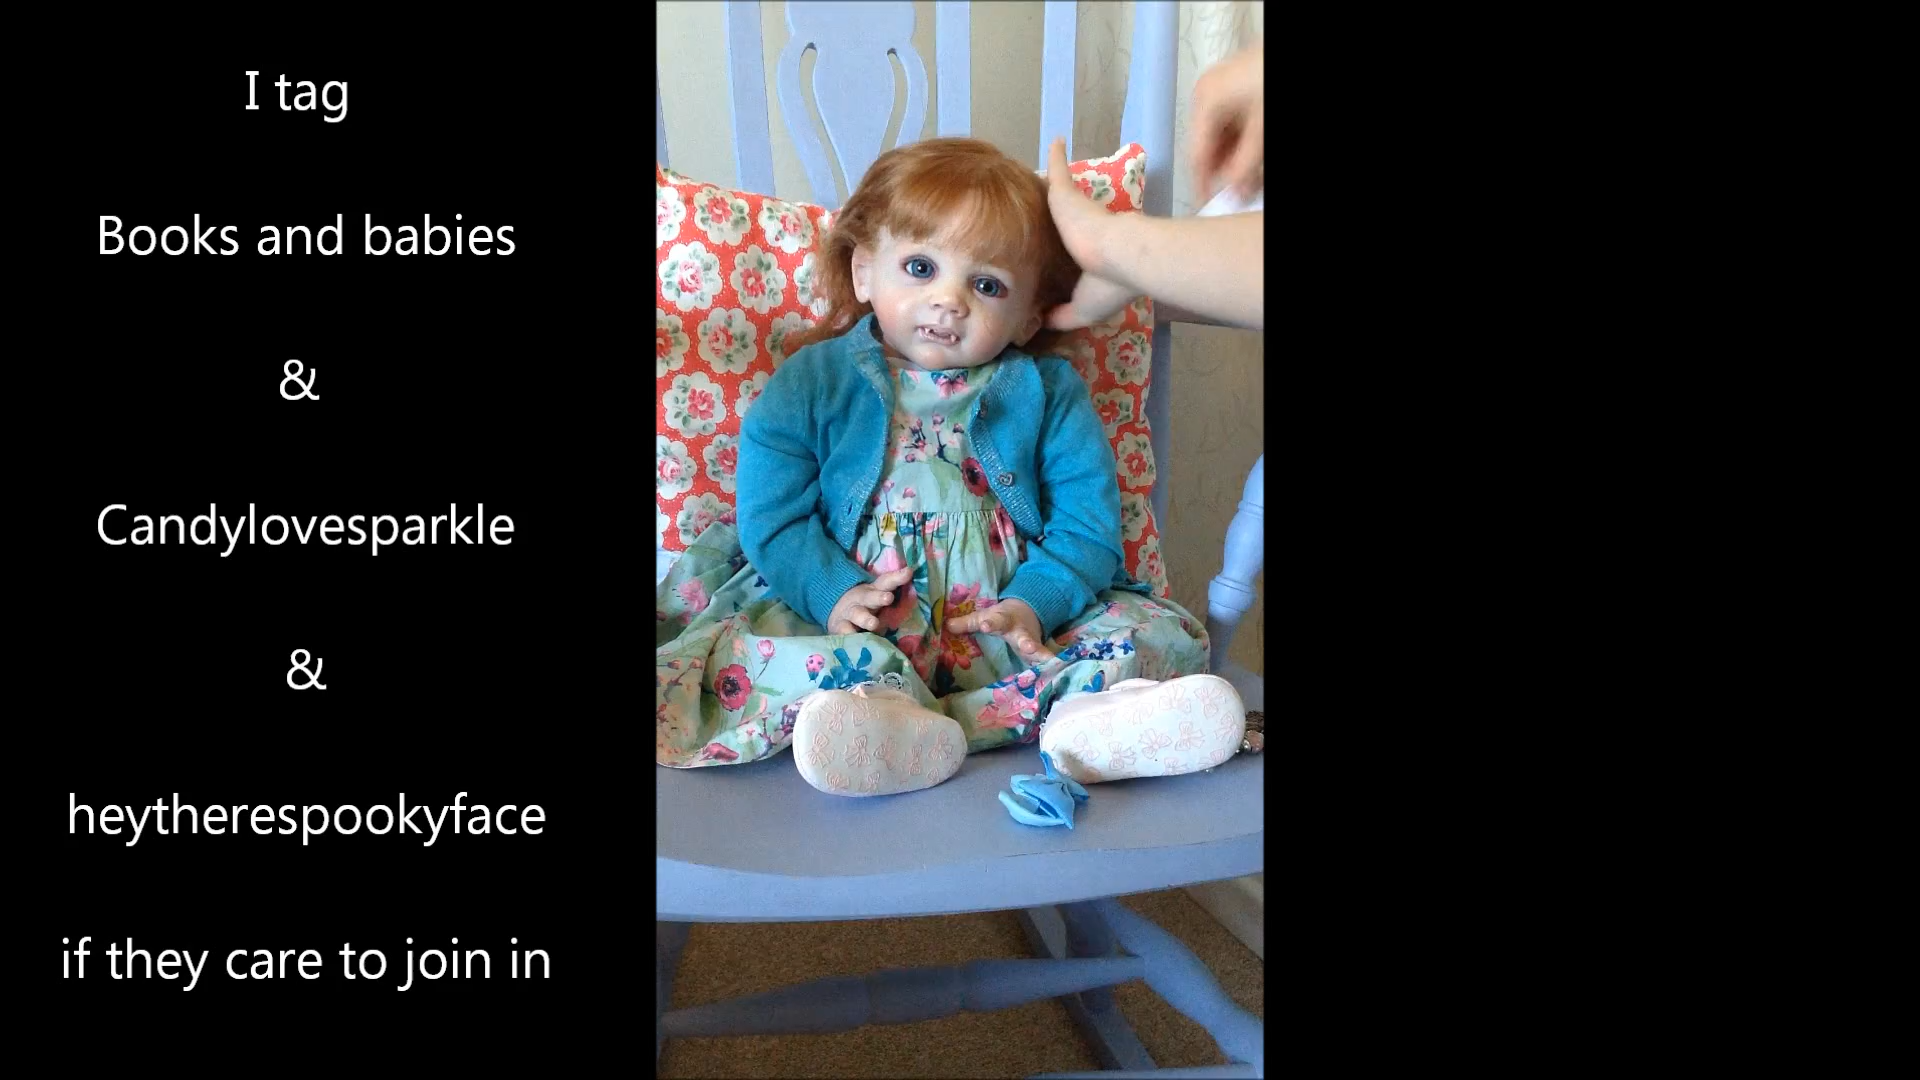 I tag
Books and babies
&
Candylovesparkle
&
heytherespookyface
if they care to join in